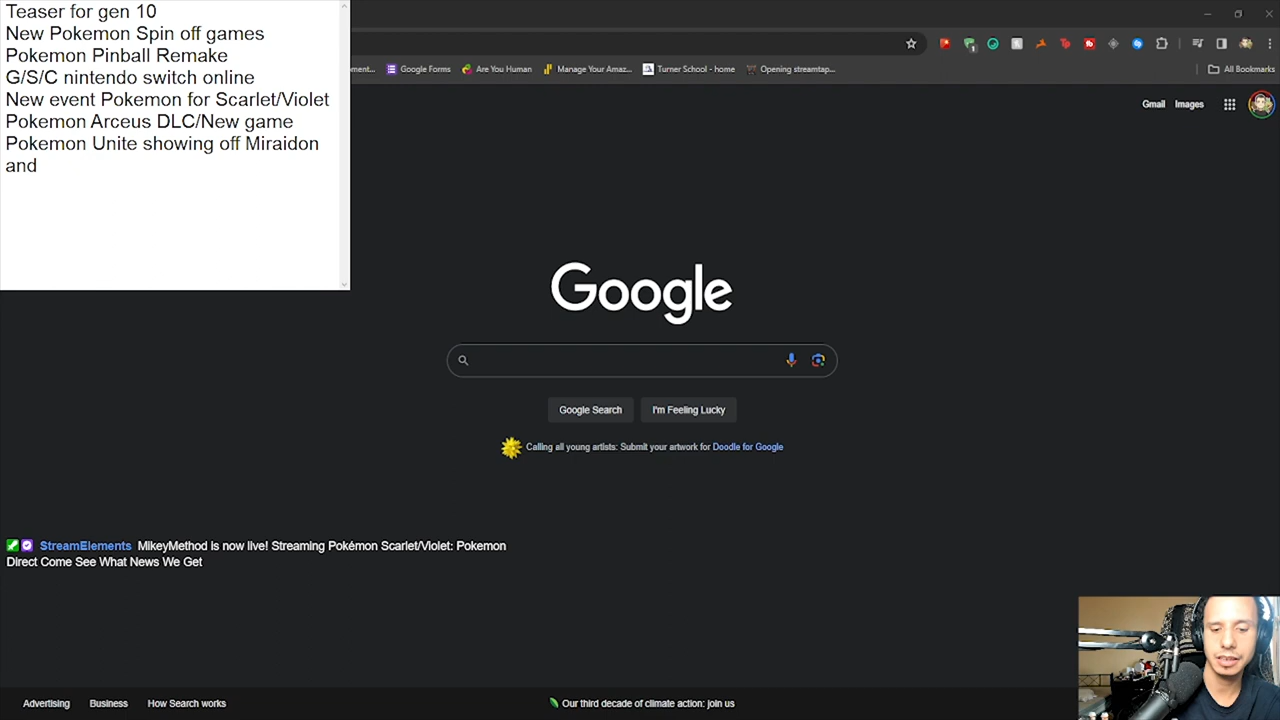 Teaser for gen 10
New Pokemon Spin off games
Pokemon Pinball Remake
G/S/C nintendo switch online
New event Pokemon for Scarlet/Violet
Pokemon Arceus DLC/New game
Pokemon Unite showing off Miraidon
and
ment... Google Forms Are You Human Manage Your Amaz... Turner School - home Opening streamtap... All Bookmarks
Gmail Images
Google
Google Search I'm Feeling Lucky
Calling all young artists: Submit your artwork for Doodle for Google
StreamElements MikeyMethod is now live! Streaming Pokémon Scarlet/Violet: Pokemon
Direct Come See What News We Get
Advertising Business How Search works Our third decade of climate action: join us